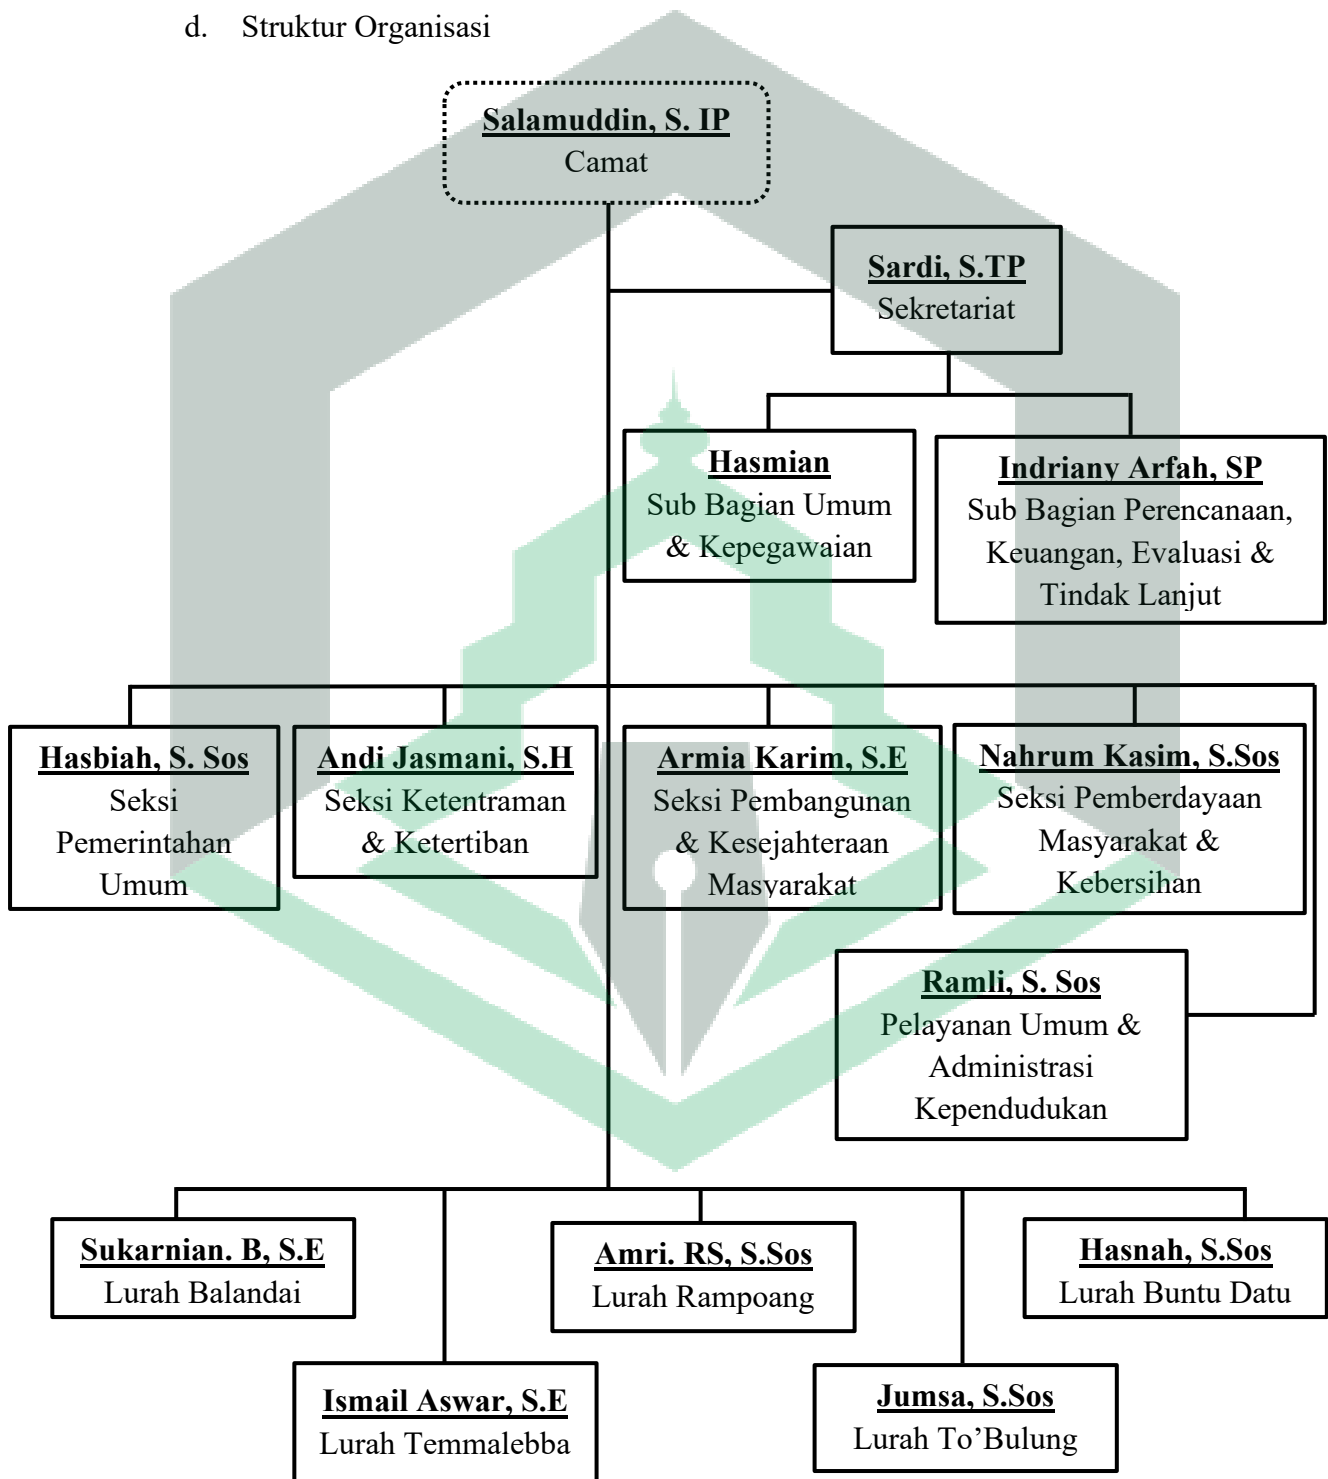 d. Struktur Organisasi
Salamuddin, S. IP
Camat
Sardi, S.TP
Sekretariat
Hasmian
Sub Bagian Umum
& Kepegawaian
Indriany Arfah, SP
Sub Bagian Perencanaan,
Keuangan, Evaluasi &
Tindak Lanjut
Hasbiah, S. Sos
Seksi
Pemerintahan
Umum
Andi Jasmani, S.H
Seksi Ketentraman
& Ketertiban
Armia Karim, S.E
Seksi Pembangunan
& Kesejahteraan
Masyarakat
Nahrum Kasim, S.Sos
Seksi Pemberdayaan
Masyarakat &
Kebersihan
Ramli, S. Sos
Pelayanan Umum &
Administrasi
Kependudukan
Sukarnian. B, S.E
Lurah Balandai
Amri. RS, S.Sos
Lurah Rampoang
Hasnah, S.Sos
Lurah Buntu Datu
Ismail Aswar, S.E
Lurah Temmalebba
Jumsa, S.Sos
Lurah To’Bulung